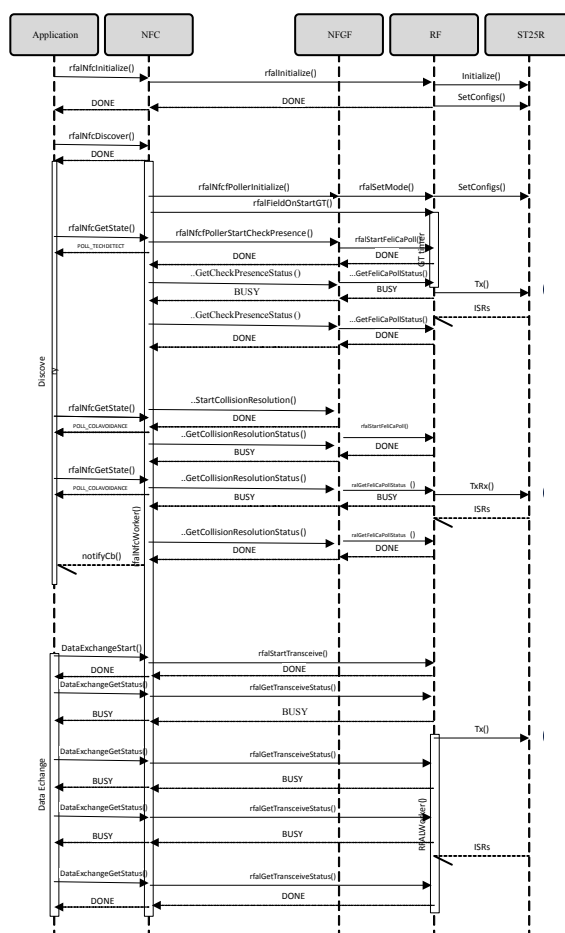 Application NFC NFGF RF ST25R
rfalNfcInitialize()
rfalInitialize()
Initialize()
SetConfigs()
DONE DONE
rfalNfcDiscover()
DONE
rfalNfcfPollerInitialize() rfalSetMode() SetConfigs()
rfalFieldOnStartGT()
rfalNfcGetState()
rfalNfcfPollerStartCheckPresence()
rfalStartFeliCaPoll()
POLL_TECHDETECT
DONE DONE
GT timer
..GetCheckPresenceStatus() ...GetFeliCaPollStatus()
BUSY BUSY
Tx()
ISRs
..GetCheckPresenceStatus() ...GetFeliCaPollStatus()
DONE DONE
Discove
ry
rfalNfcGetState()
..StartCollisionResolution()
DONE
POLL_COLAVOIDANCE
rfalStartFeliCaPoll()
..GetCollisionResolutionStatus()
DONE
BUSY
rfalNfcGetState()
..GetCollisionResolutionStatus() ralGetFeliCaPollStatus ()
POLL_COLAVOIDANCE
BUSY BUSY
TxRx()
ISRs
rfalNfcWorker()
..GetCollisionResolutionStatus() ralGetFeliCaPollStatus ()
DONE DONE
notifyCb()
DataExchangeStart()
rfalStartTransceive()
DONE DONE
DataExchangeGetStatus() rfalGetTransceiveStatus()
BUSY BUSY
Tx()
Data Echange
DataExchangeGetStatus() rfalGetTransceiveStatus()
BUSY BUSY
RFALWorker()
DataExchangeGetStatus() rfalGetTransceiveStatus()
BUSY BUSY
ISRs
DataExchangeGetStatus() rfalGetTransceiveStatus()
DONE DONE